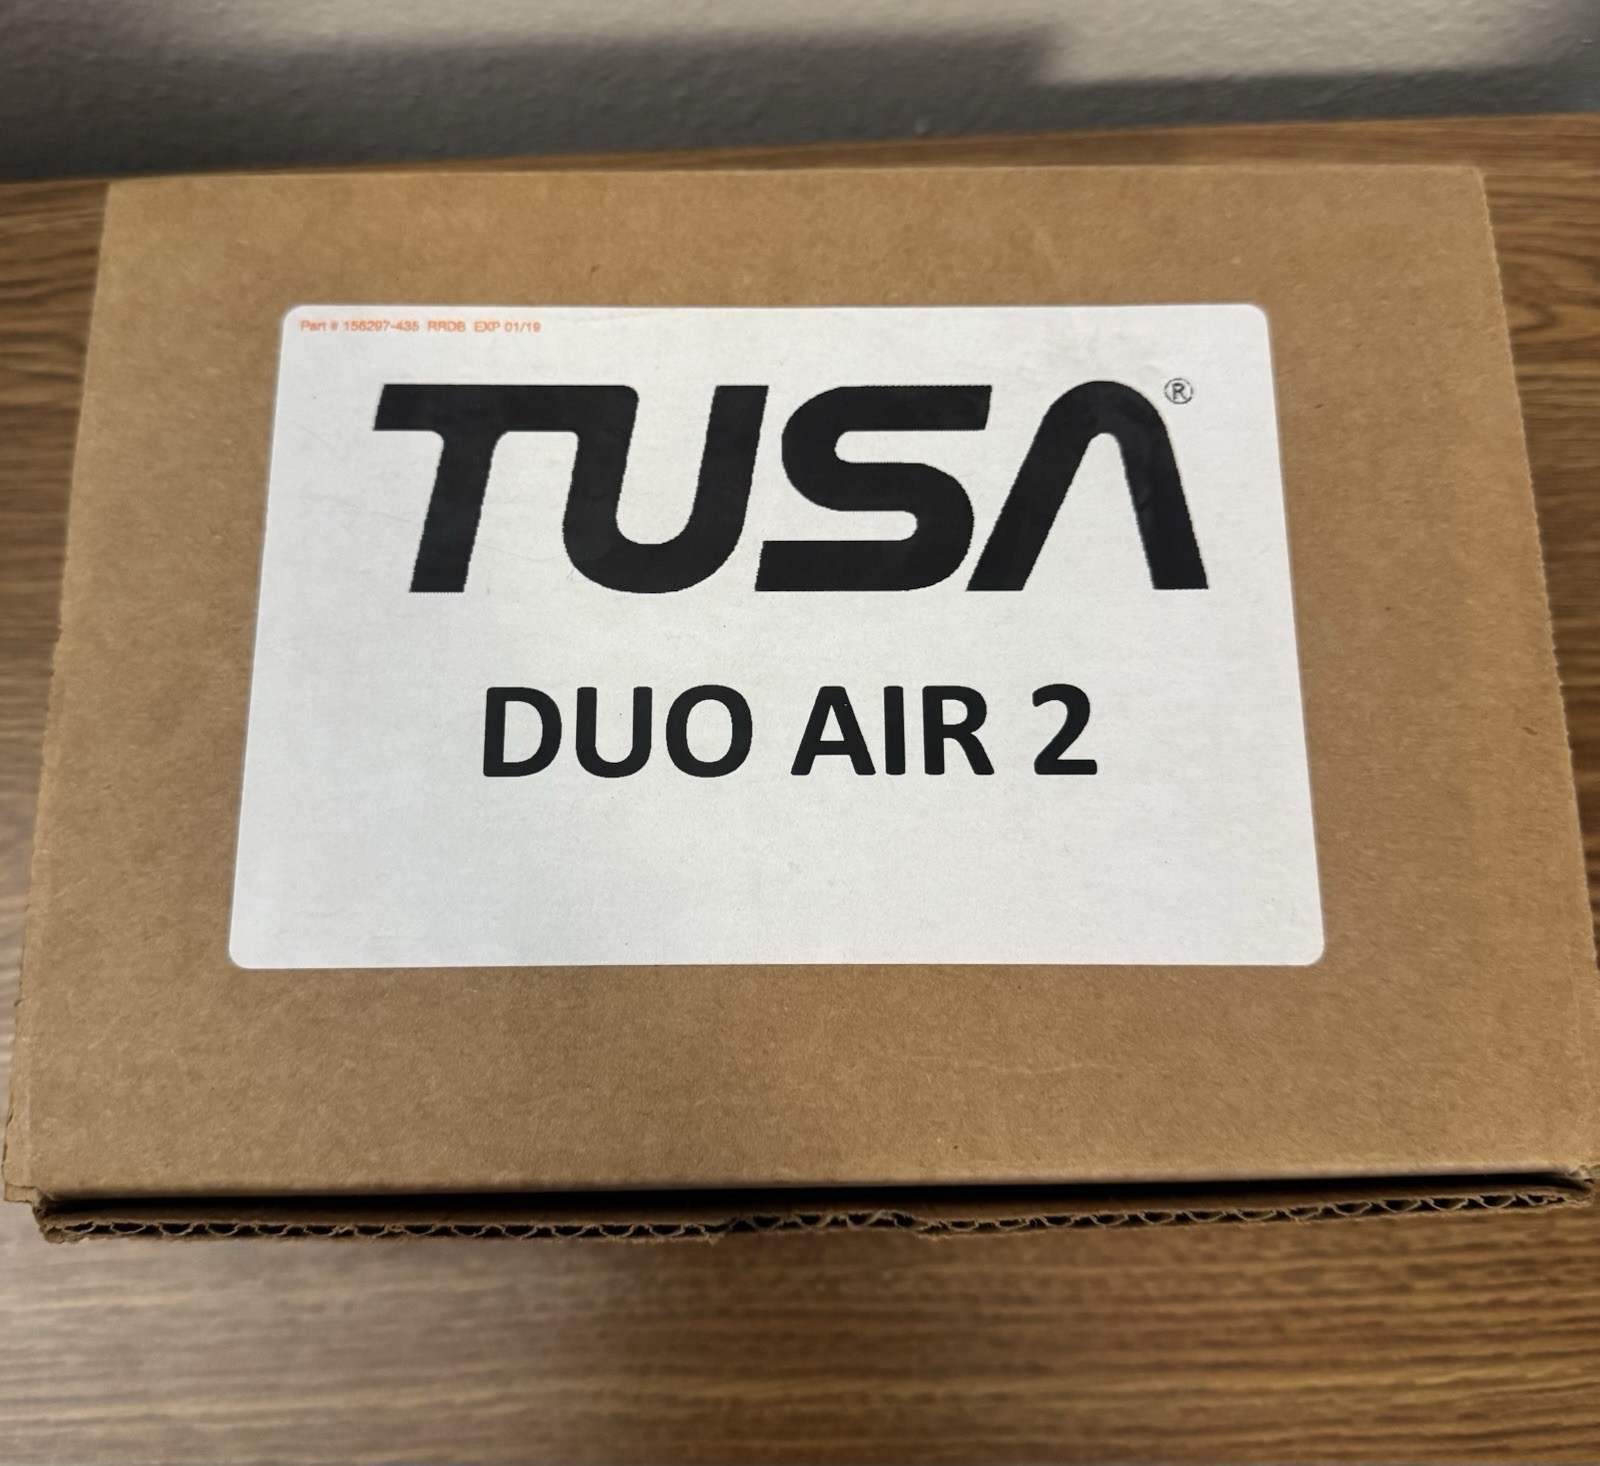 Part # 156297-435 RRDB EXP 01/19
TUSA®
DUO AIR 2